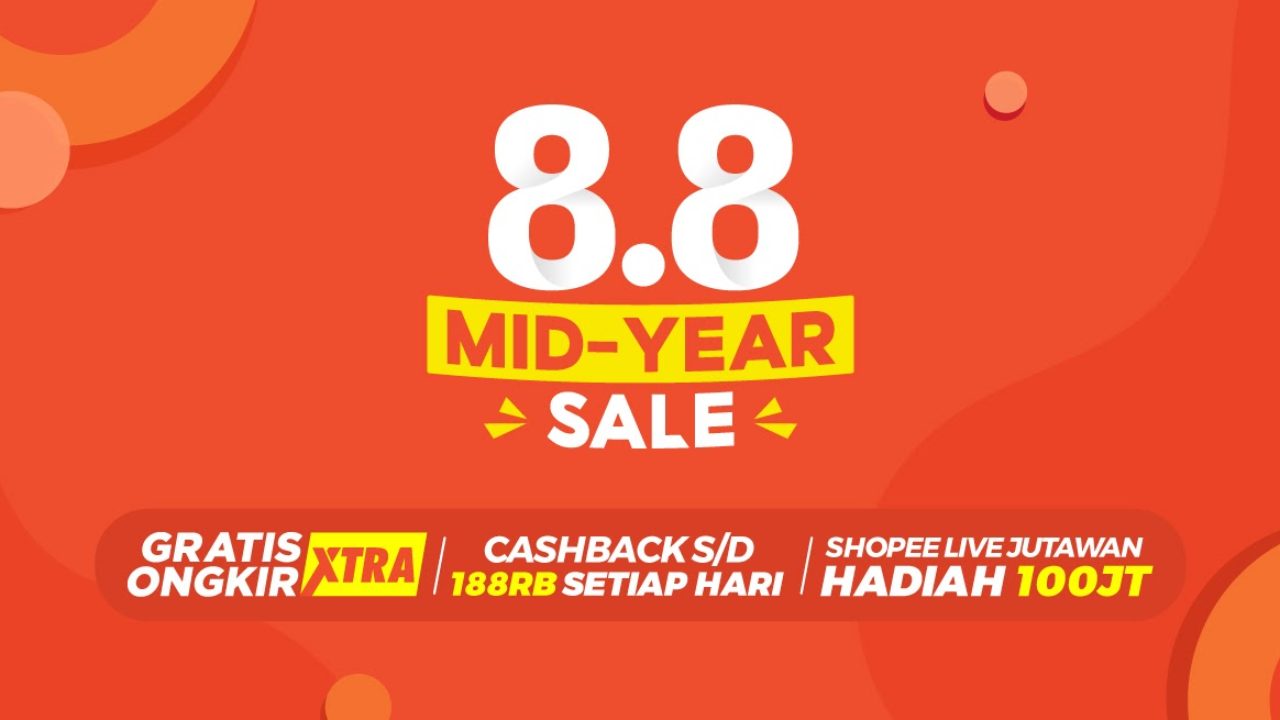 8.8
MID-YEAR
SALE
GRATIS
ONGKIR XTRA
CASHBACK S/D
188RB SETIAP HARI
SHOPEE LIVE JUTAWAN
HADIAH 100JT